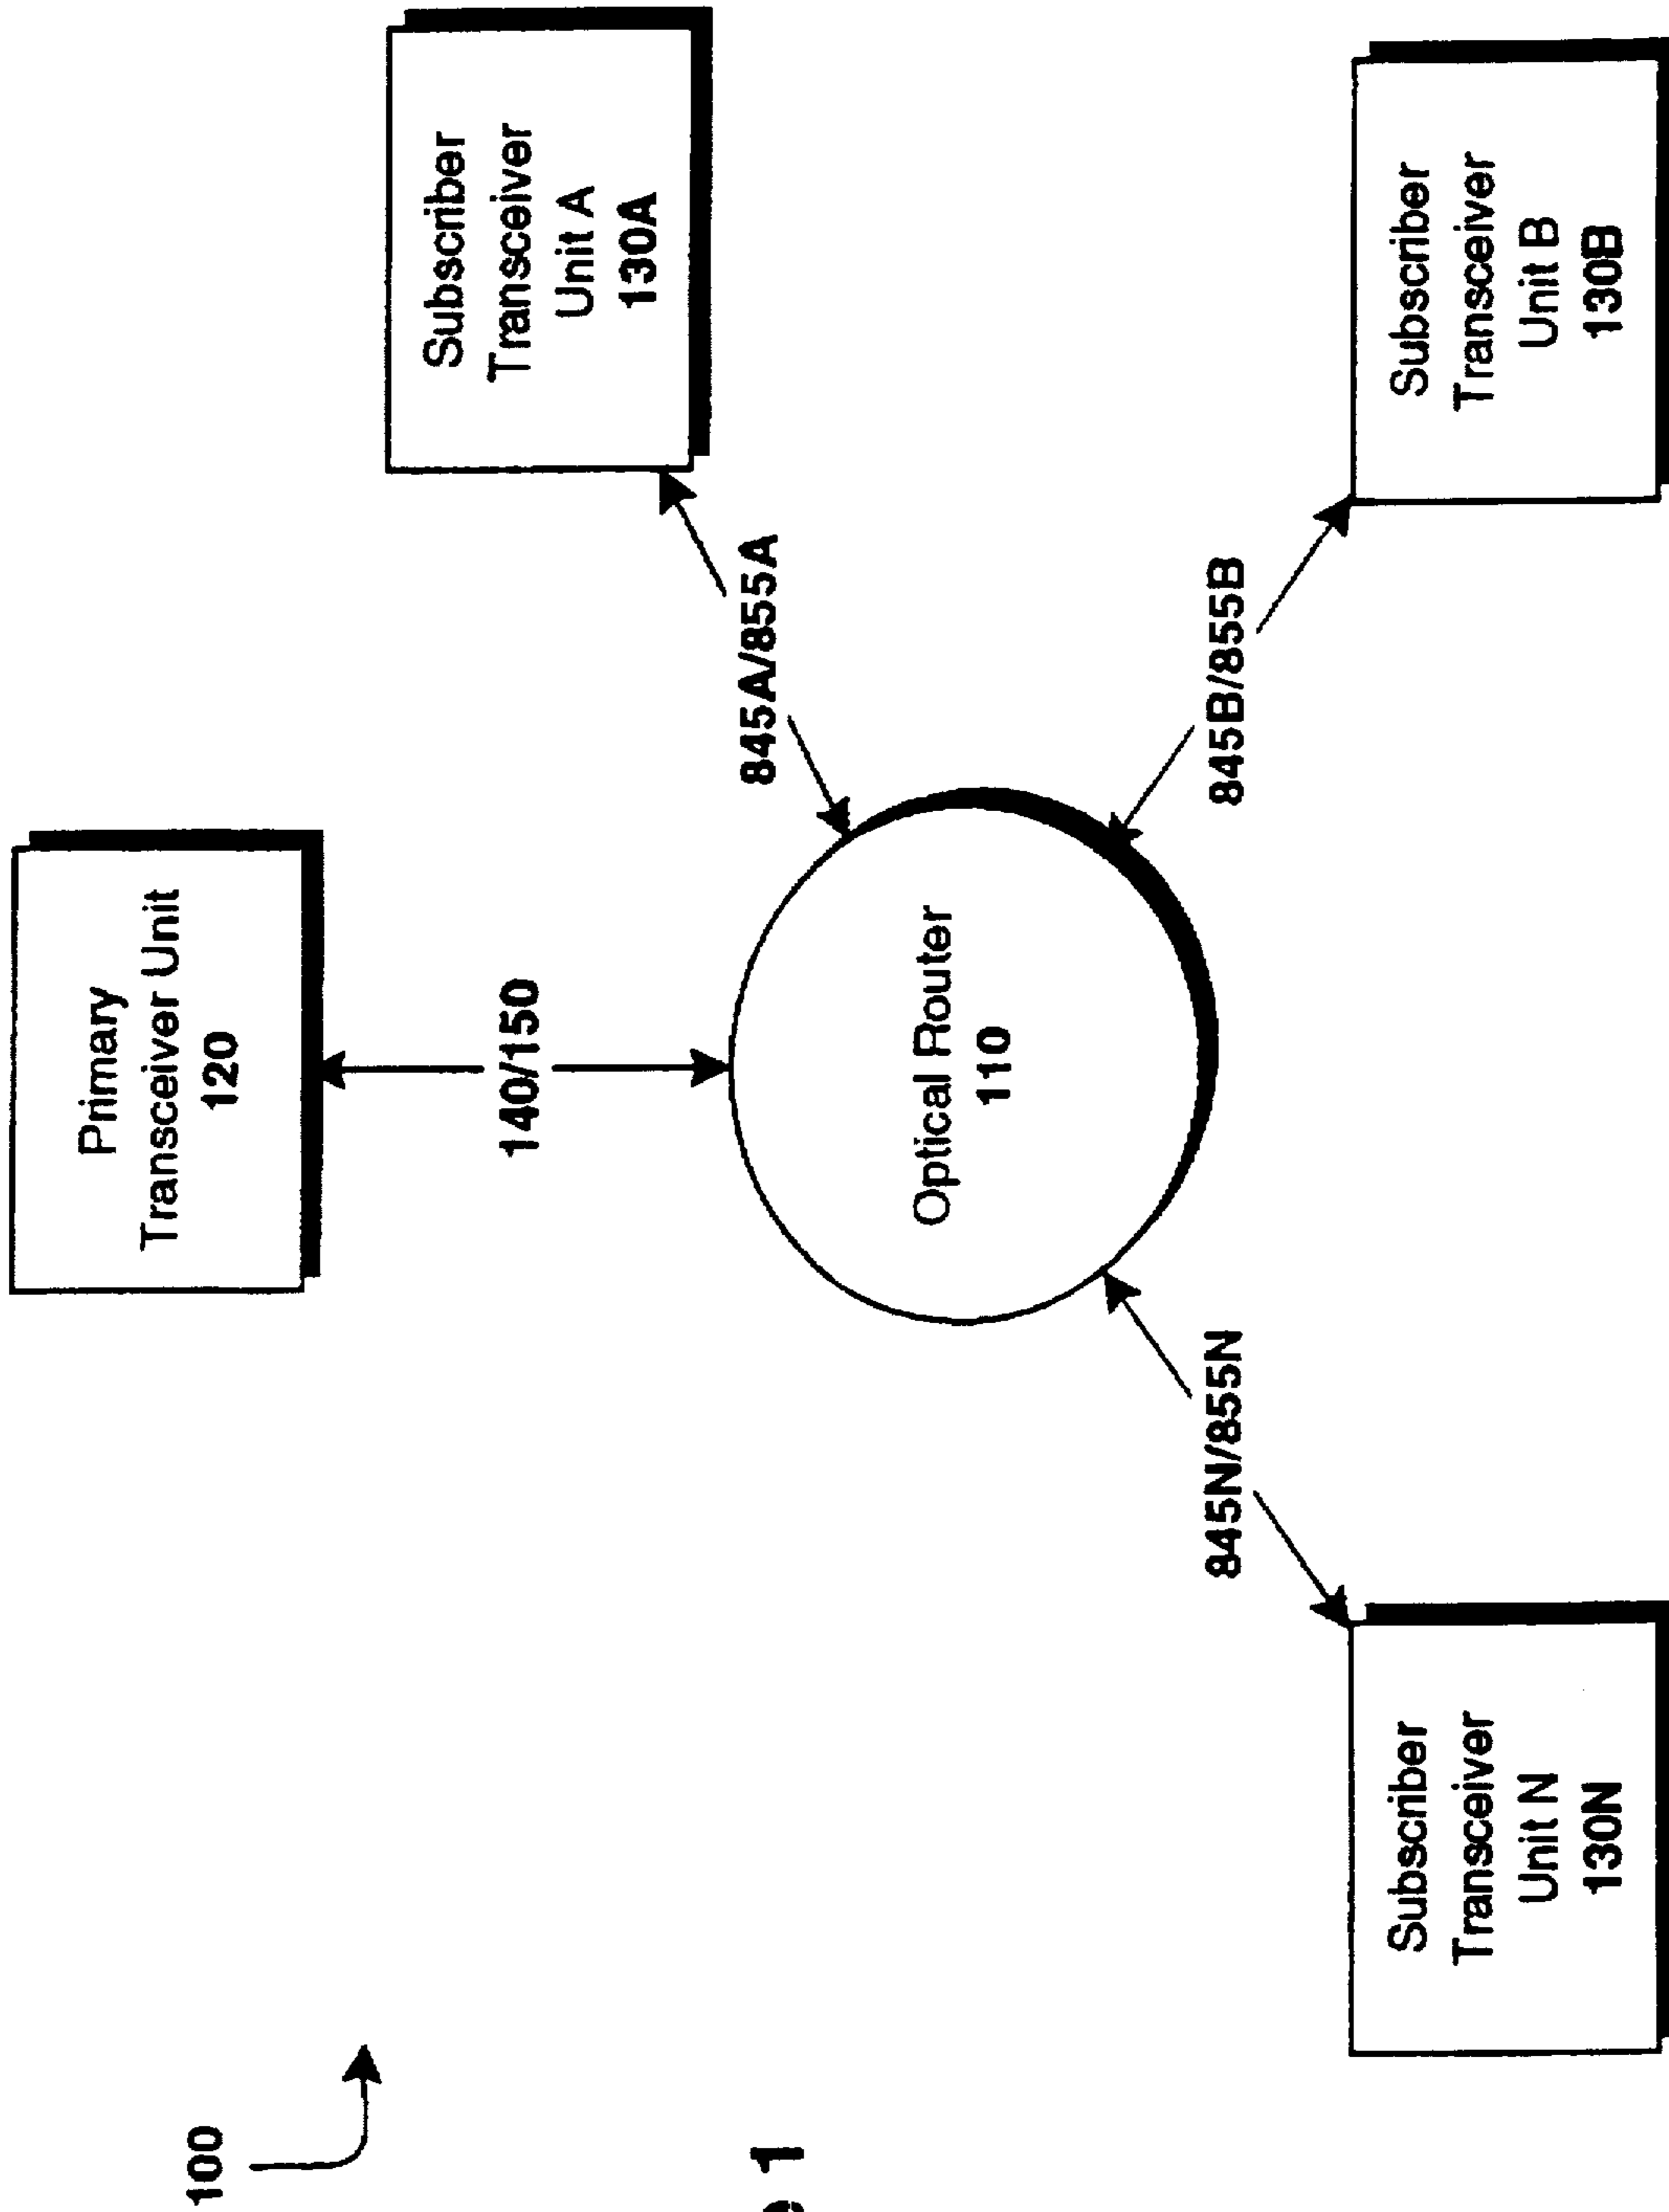 100
Primary
Transceiver Unit
120
140/150
Subscriber
Transceiver
Unit A
130A
845A/855A
1
Optical Router
110
845N/855N
845B/855B
Subscriber
Transceiver
Unit N
130N
Subscriber
Transceiver
Unit B
130B